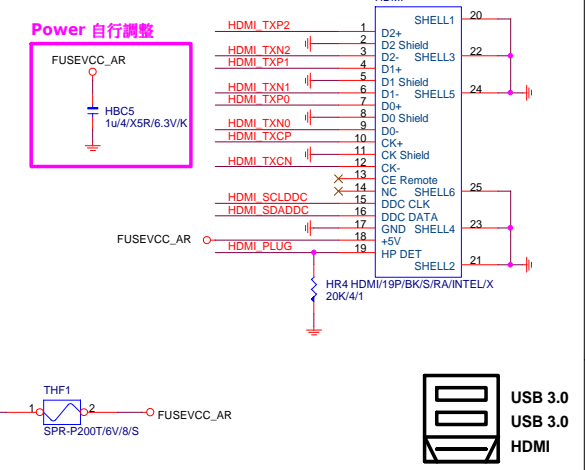 Power 自行調整
FUSEVCC_AR
HBC5
1u/4/X5R/6.3V/K
HDMI_TXP2
HDMI_TXN2
HDMI_TXP1
HDMI_TXN1
HDMI_TXP0
HDMI_TXN0
HDMI_TXCP
HDMI_TXCN
HDMI_SCLDDC
HDMI_SDADDC
FUSEVCC_AR
HDMI_PLUG
1 D2+
2 D2 Shield
3 D2-
4 D1+
5 D1 Shield
6 D1-
7 D0+
8 D0 Shield
9 D0-
10 CK+
11 CK Shield
12 CK-
13 CE Remote
14 NC
15 DDC CLK
16 DDC DATA
17 GND
18 +5V
19 HP DET
SHELL1 20
SHELL3 22
SHELL5 24
SHELL6 25
SHELL4 23
SHELL2 21
HR4 HDMI/19P/BK/S/RA/INTEL/X
20K/4/1
THF1
1 2
FUSEVCC_AR
SPR-P200T/6V/8/S
USB 3.0
USB 3.0
HDMI